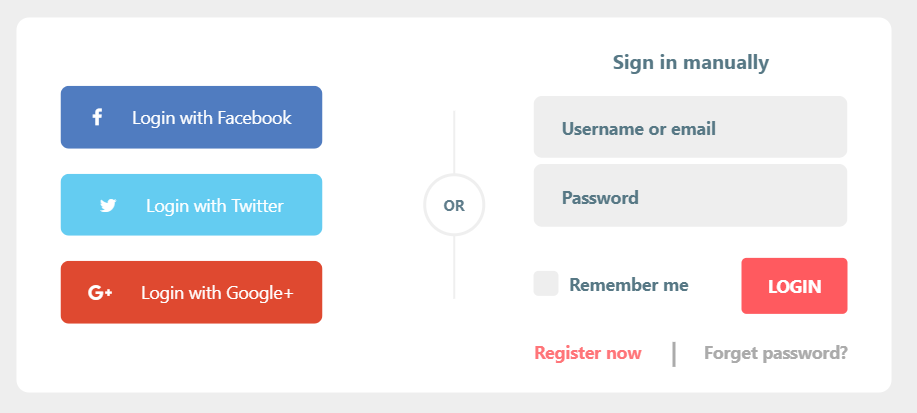 Login with Facebook
Login with Twitter
G+ Login with Google+
OR
Sign in manually
Username or email
Password
Remember me
LOGIN
Register now | Forget password?